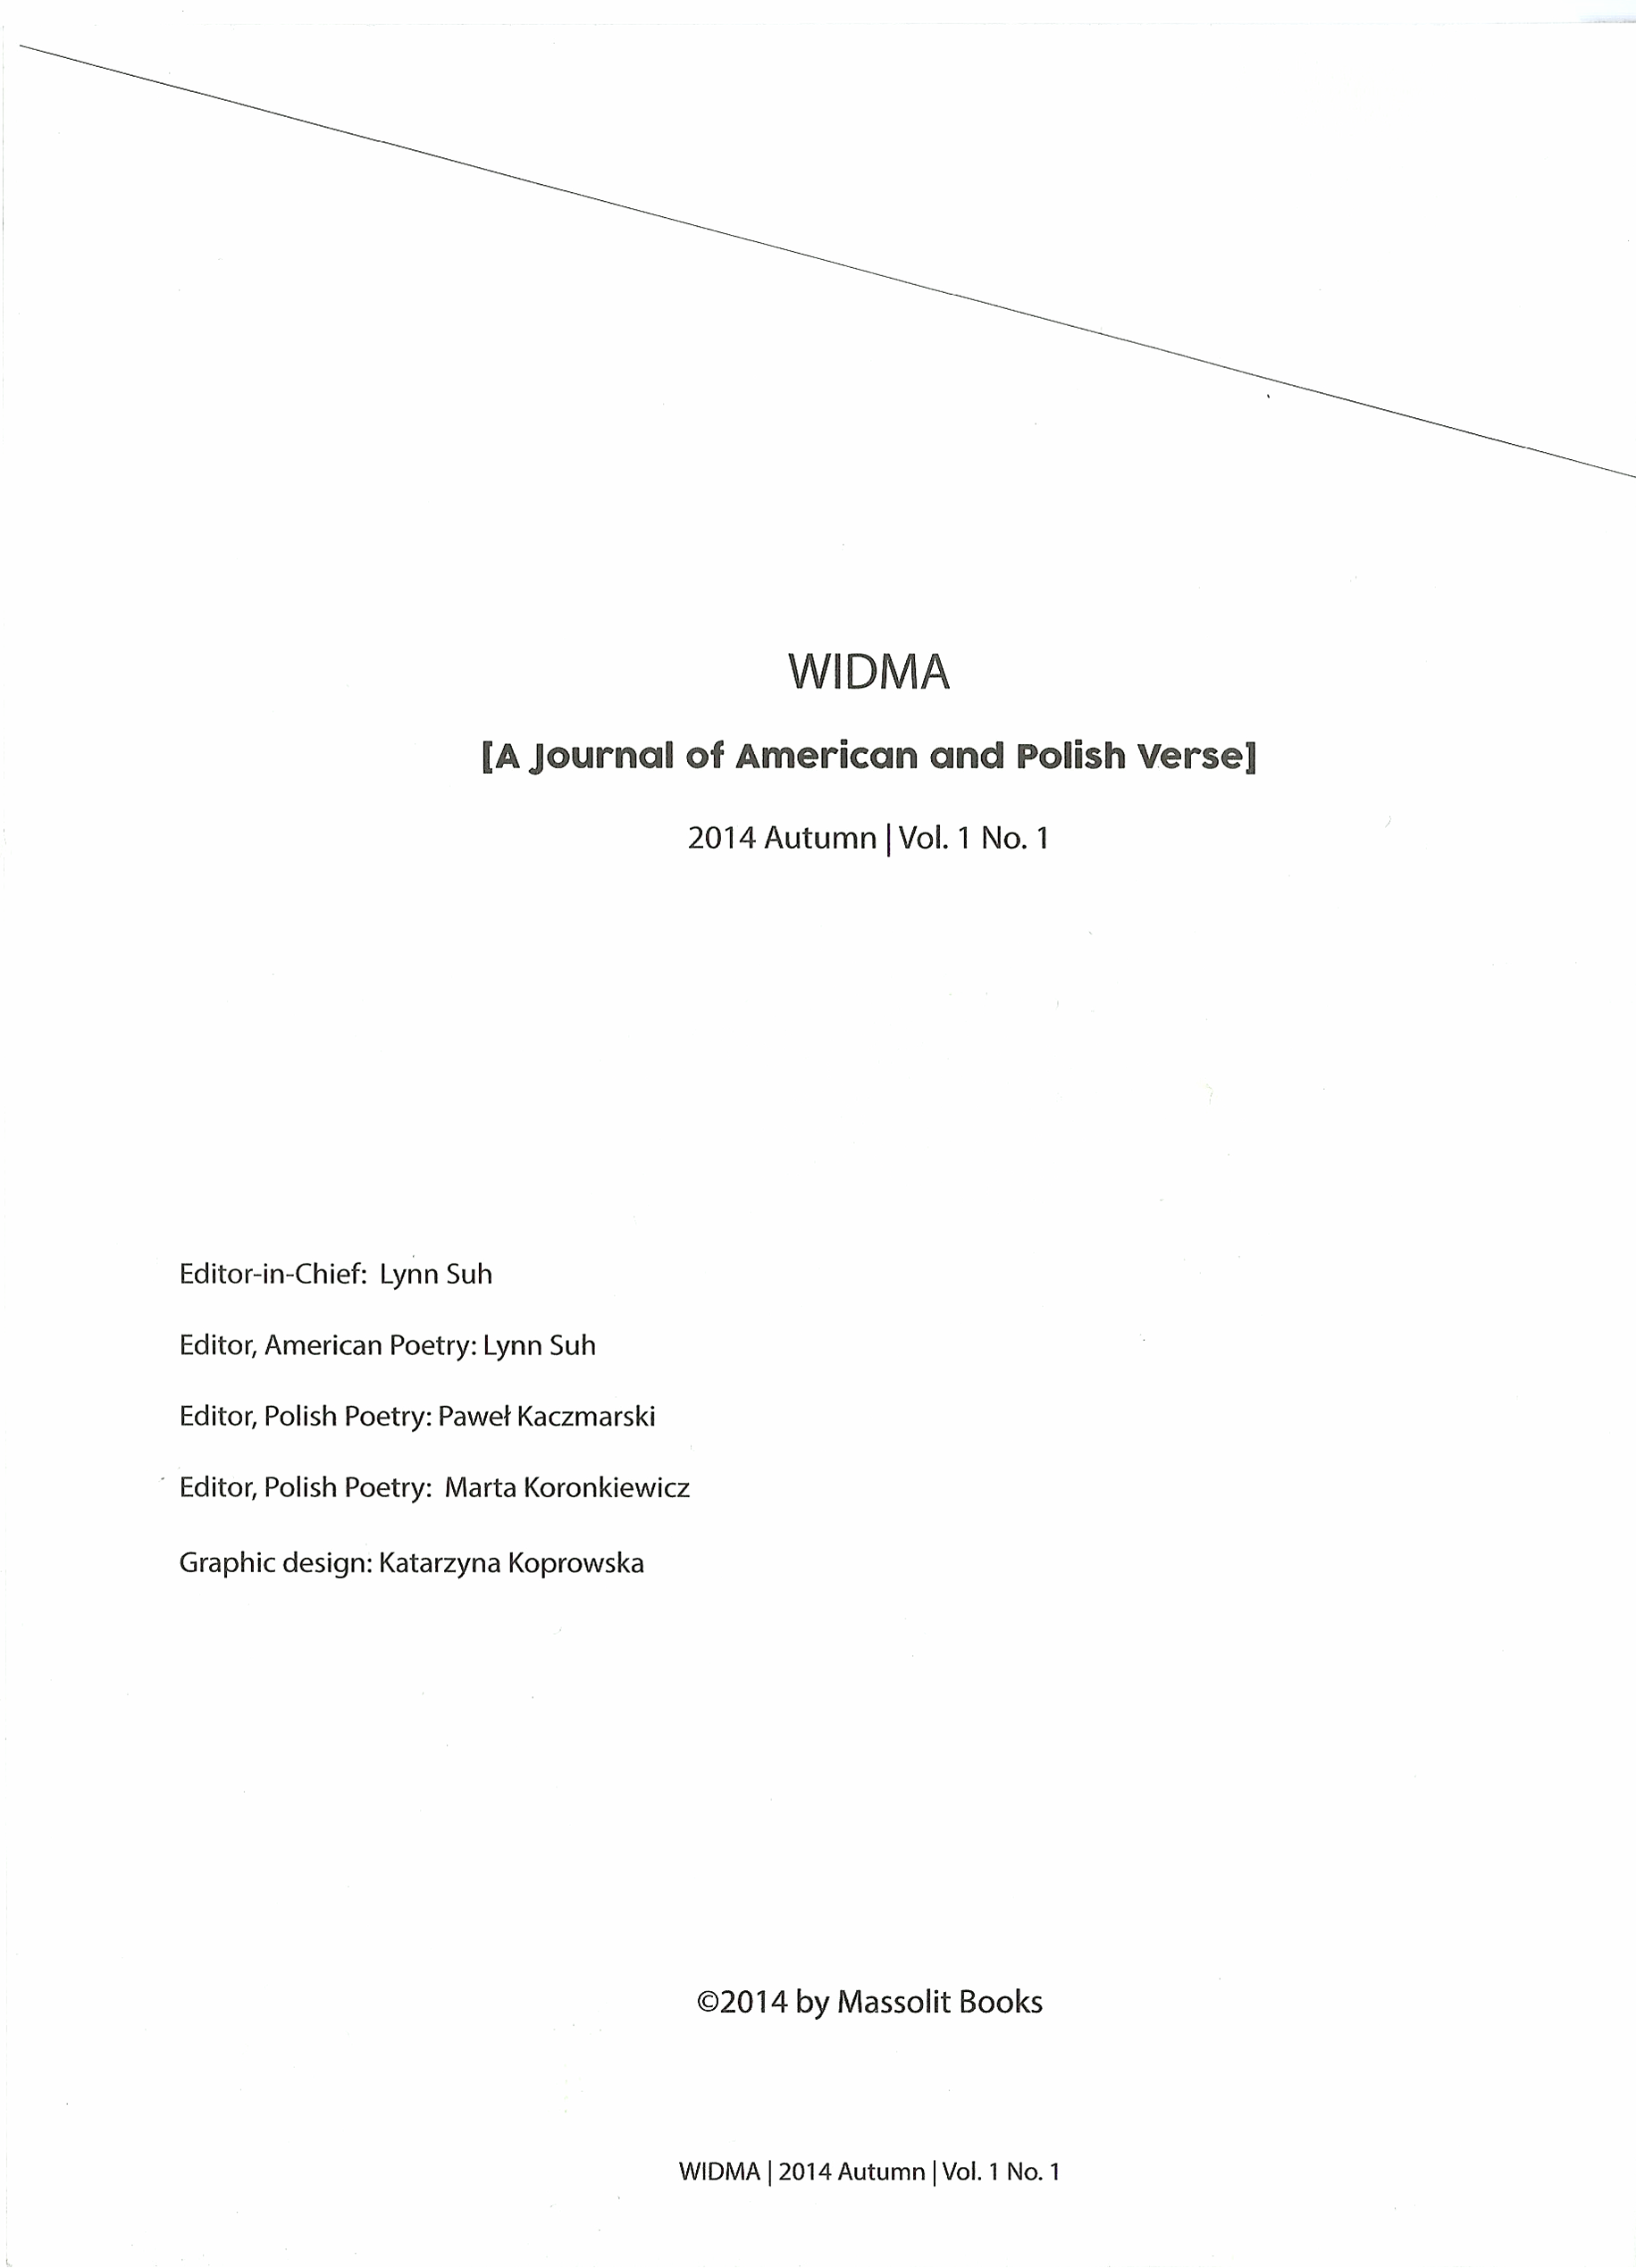 WIDMA
[A Journal of American and Polish Verse]
2014 Autumn | Vol. 1 No. 1
Editor-in-Chief: Lynn Suh
Editor, American Poetry: Lynn Suh
Editor, Polish Poetry: Paweł Kaczmarski
Editor, Polish Poetry: Marta Koronkiewicz
Graphic design: Katarzyna Koprowska
©2014 by Massolit Books
WIDMA | 2014 Autumn | Vol. 1 No. 1